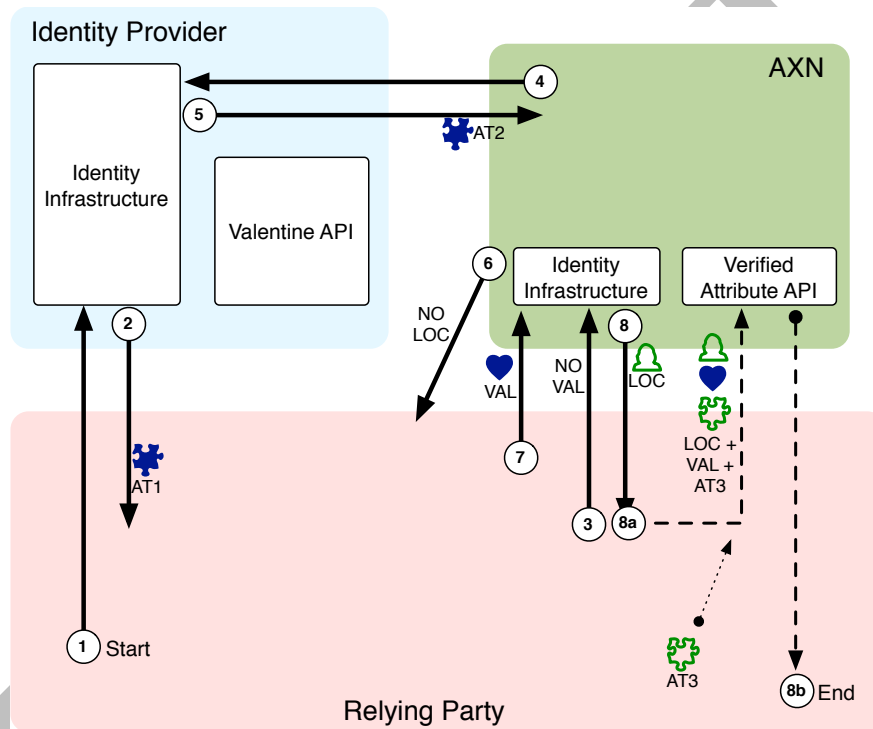 Identity Provider
AXN
4
5
AT2
Identity
Infrastructure
Valentine API
6
Identity
Infrastructure
Verified
Attribute API
2
8
NO
LOC
VAL
NO
VAL
LOC
LOC +
VAL +
AT3
7
AT1
3
8a
1
Start
AT3
8b
End
Relying Party